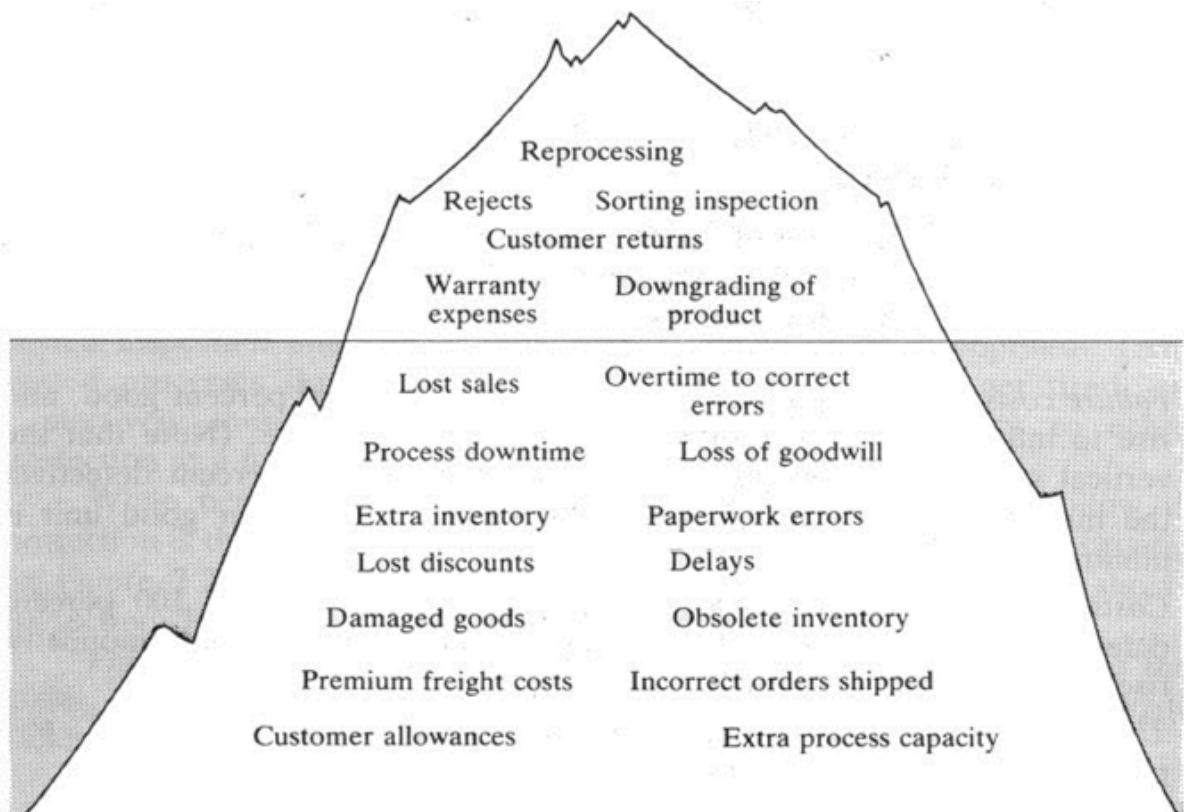 Reprocessing
Rejects Sorting inspection
Customer returns
Warranty expenses
Downgrading of product
Lost sales
Overtime to correct errors
Process downtime Loss of goodwill
Extra inventory Paperwork errors
Lost discounts Delays
Damaged goods Obsolete inventory
Premium freight costs Incorrect orders shipped
Customer allowances Extra process capacity